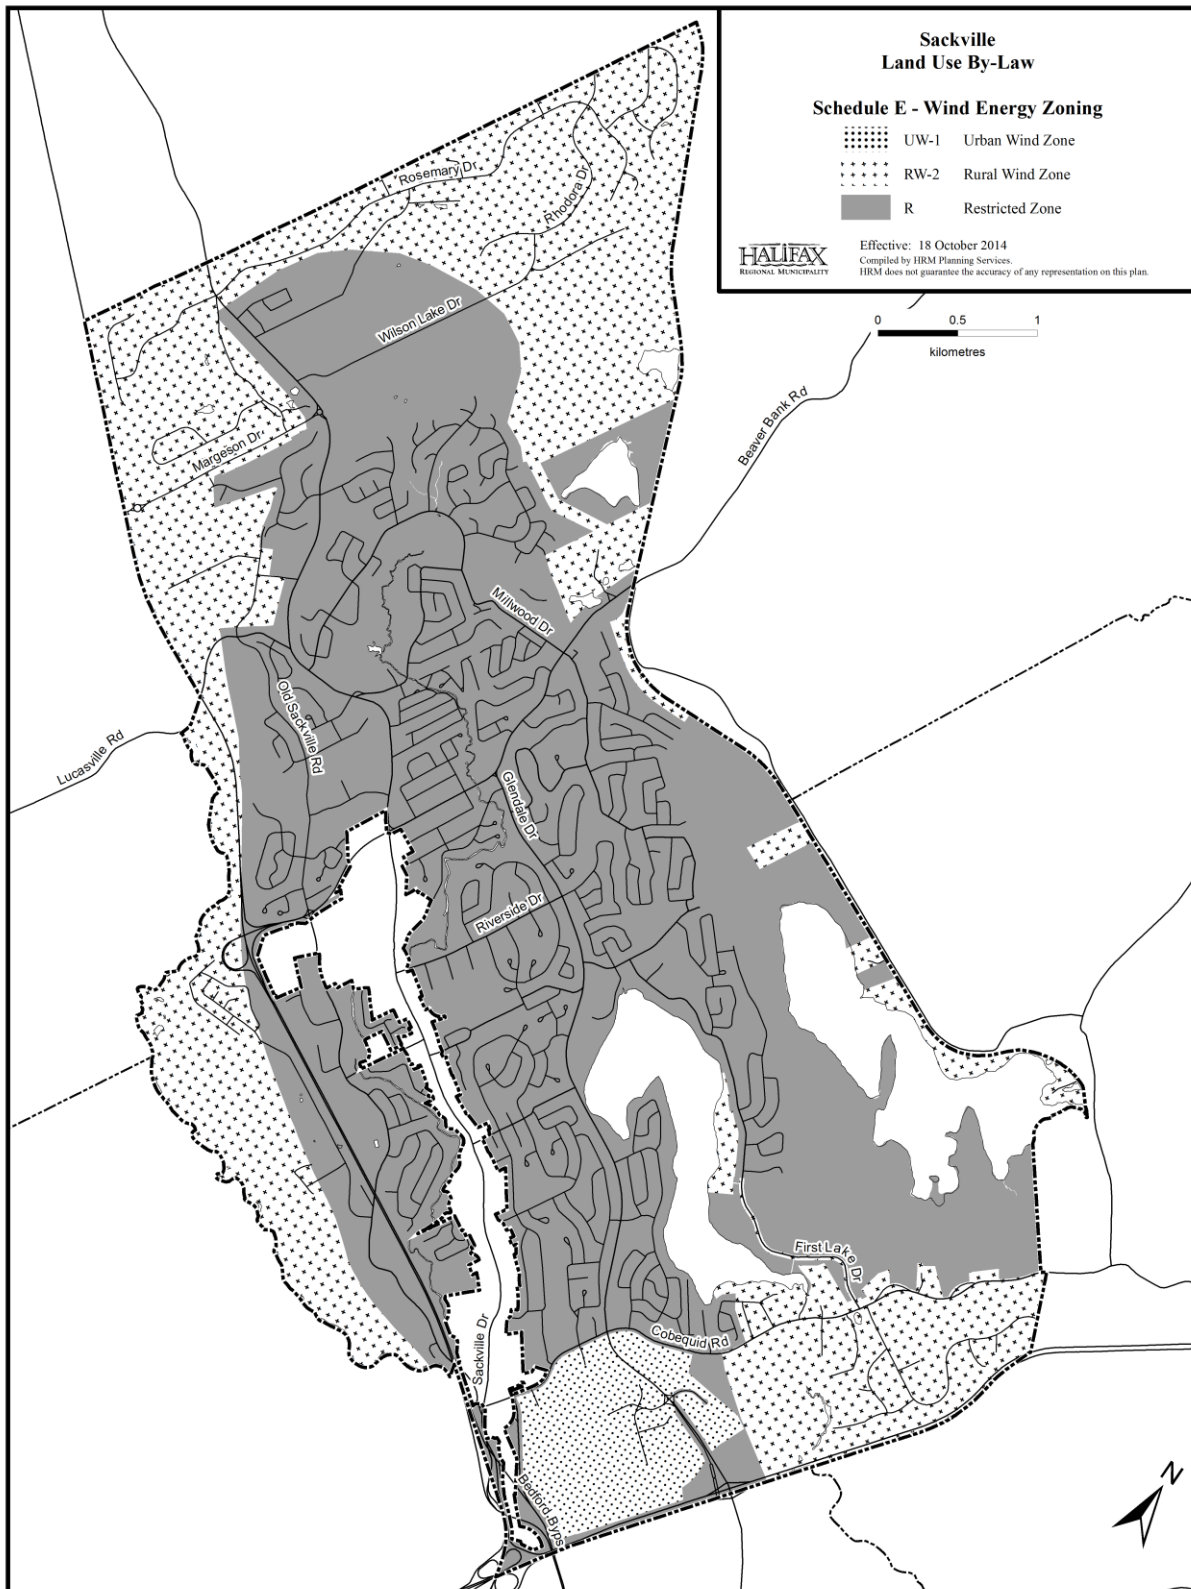 Sackville
Land Use By-Law
Schedule E - Wind Energy Zoning
UW-1 Urban Wind Zone
RW-2 Rural Wind Zone
R Restricted Zone
HALIFAX
REGIONAL MUNICIPALITY
Effective: 18 October 2014
Compiled by HRM Planning Services.
HRM does not guarantee the accuracy of any representation on this plan.
0 0.5 1
kilometres
Rosemary Dr
Rhodora Dr
Wilson Lake Dr
Margeson Dr
Beaver Bank Rd
Millwood Dr
Old Sackville Rd
Lucasville Rd
Glendale Dr
Riverside Dr
First Lake Dr
Cobequid Rd
Sackville Dr
Bedford Byps
N